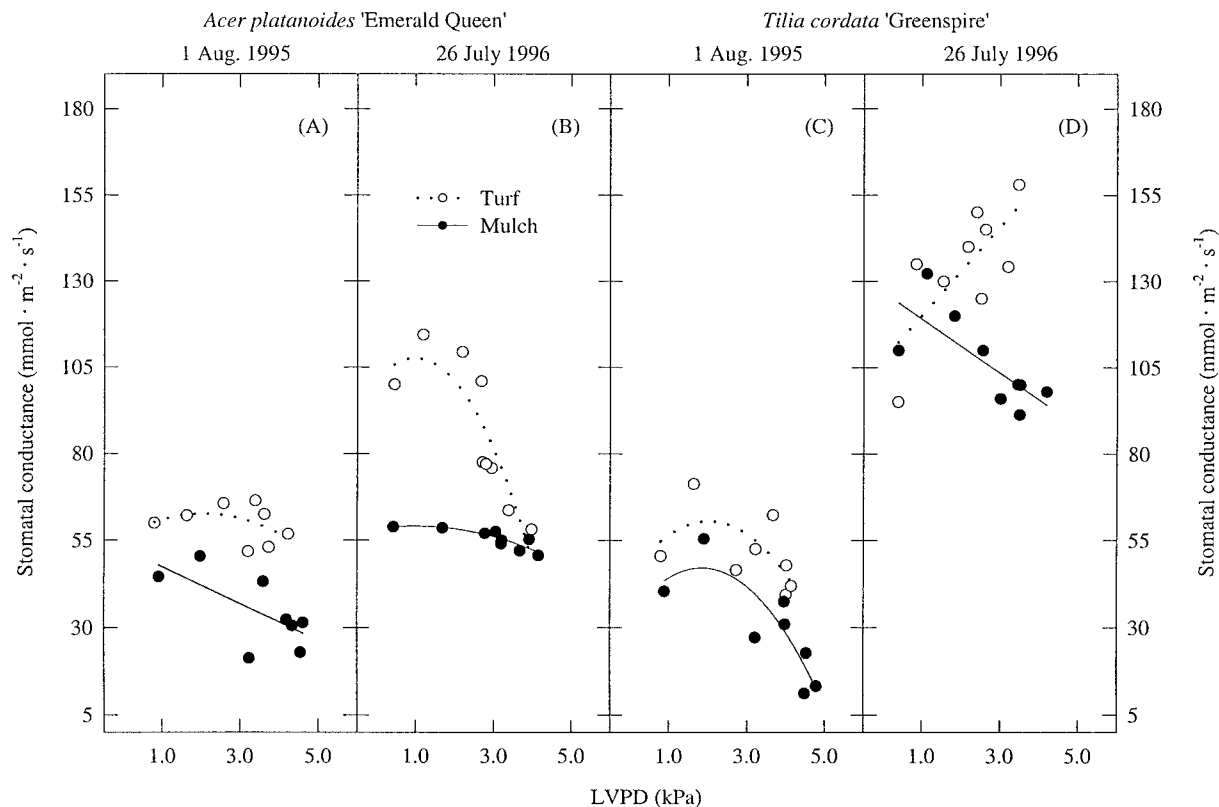 Acer platanoides 'Emerald Queen'
Tilia cordata 'Greenspire'
1 Aug. 1995
26 July 1996
1 Aug. 1995
26 July 1996
180
155
130
105
80
55
30
5
Stomatal conductance (mmol · m-2 · s-1)
(A)
(B)
(C)
(D)
Turf
Mulch
180
155
130
105
80
55
30
5
Stomatal conductance (mmol · m-2 · s-1)
1.0 3.0 5.0
1.0 3.0 5.0
1.0 3.0 5.0
1.0 3.0 5.0
LVPD (kPa)